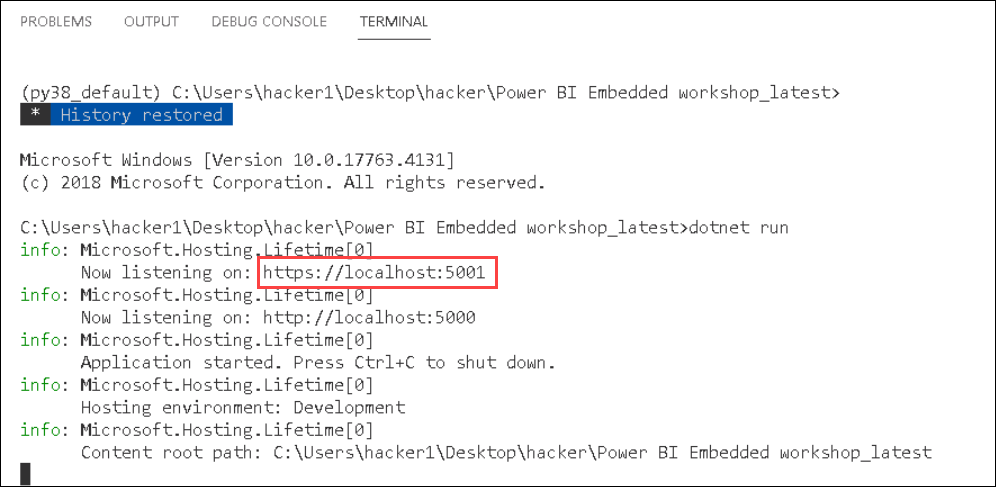 PROBLEMS OUTPUT DEBUG CONSOLE TERMINAL
(py38_default) C:\Users\hacker1\Desktop\hacker\Power BI Embedded workshop_latest>
* History restored
Microsoft Windows [Version 10.0.17763.4131]
(c) 2018 Microsoft Corporation. All rights reserved.
C:\Users\hacker1\Desktop\hacker\Power BI Embedded workshop_latest>dotnet run
info: Microsoft.Hosting.Lifetime[0]
Now listening on: https://localhost:5001
info: Microsoft.Hosting.Lifetime[0]
Now listening on: http://localhost:5000
info: Microsoft.Hosting.Lifetime[0]
Application started. Press Ctrl+C to shut down.
info: Microsoft.Hosting.Lifetime[0]
Hosting environment: Development
info: Microsoft.Hosting.Lifetime[0]
Content root path: C:\Users\hacker1\Desktop\hacker\Power BI Embedded workshop_latest